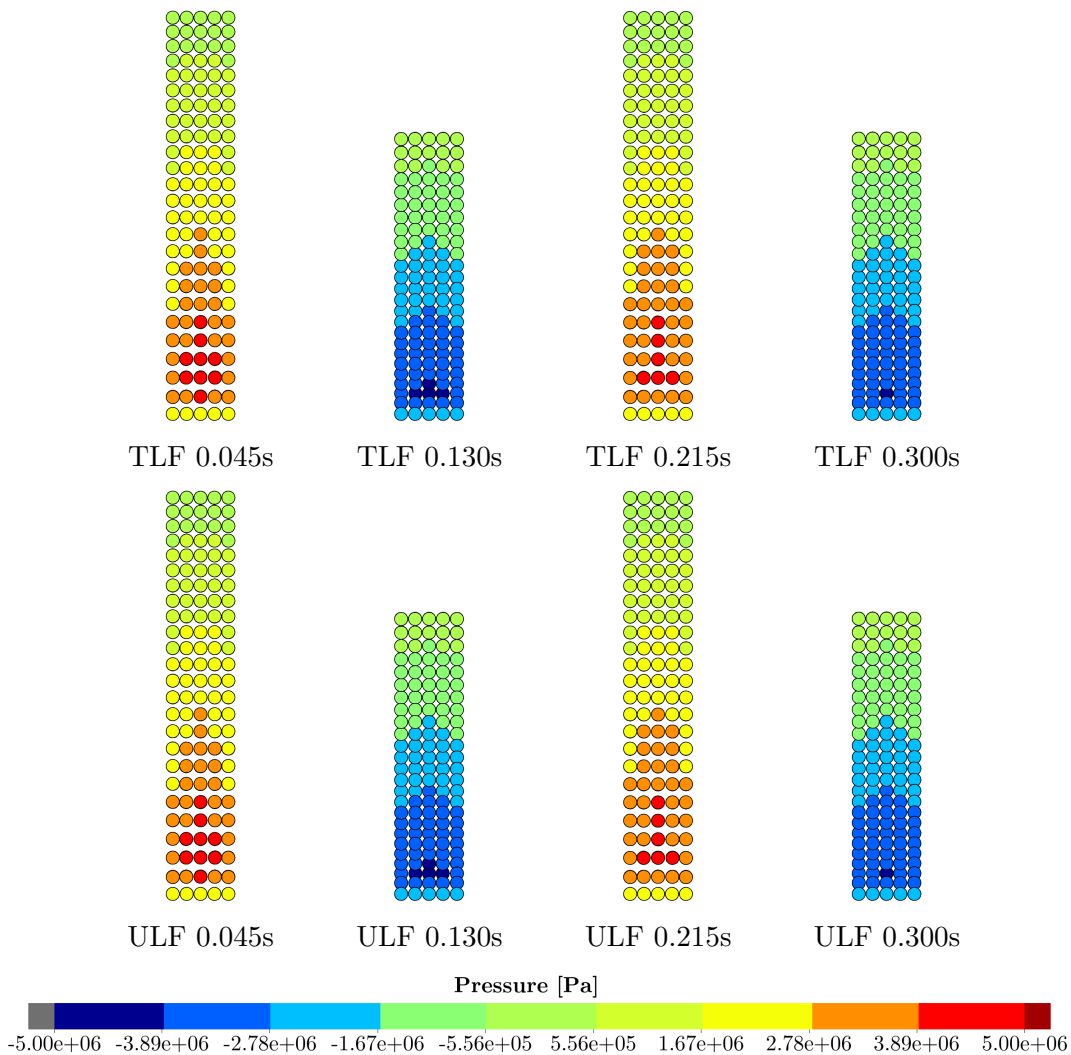 TLF 0.045s TLF 0.130s TLF 0.215s TLF 0.300s
ULF 0.045s ULF 0.130s ULF 0.215s ULF 0.300s
Pressure [Pa]
-5.00e+06 -3.89e+06 -2.78e+06 -1.67e+06 -5.56e+05 5.56e+05 1.67e+06 2.78e+06 3.89e+06 5.00e+06